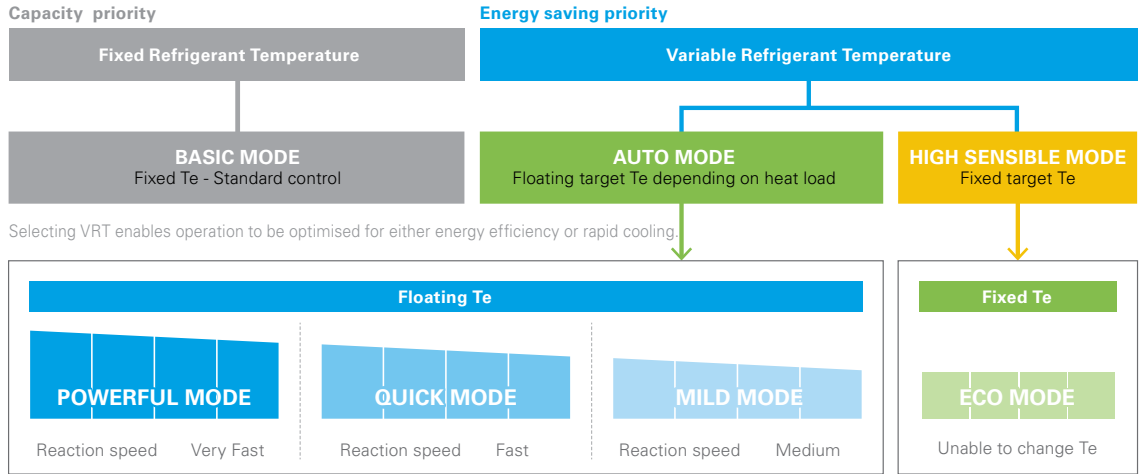 Capacity priority
Energy saving priority
Fixed Refrigerant Temperature
Variable Refrigerant Temperature
BASIC MODE
Fixed Te - Standard control
AUTO MODE
Floating target Te depending on heat load
HIGH SENSIBLE MODE
Fixed target Te
Selecting VRT enables operation to be optimised for either energy efficiency or rapid cooling.
Floating Te
Fixed Te
POWERFUL MODE
QUICK MODE
MILD MODE
ECO MODE
Reaction speed Very Fast
Reaction speed Fast
Reaction speed Medium
Unable to change Te